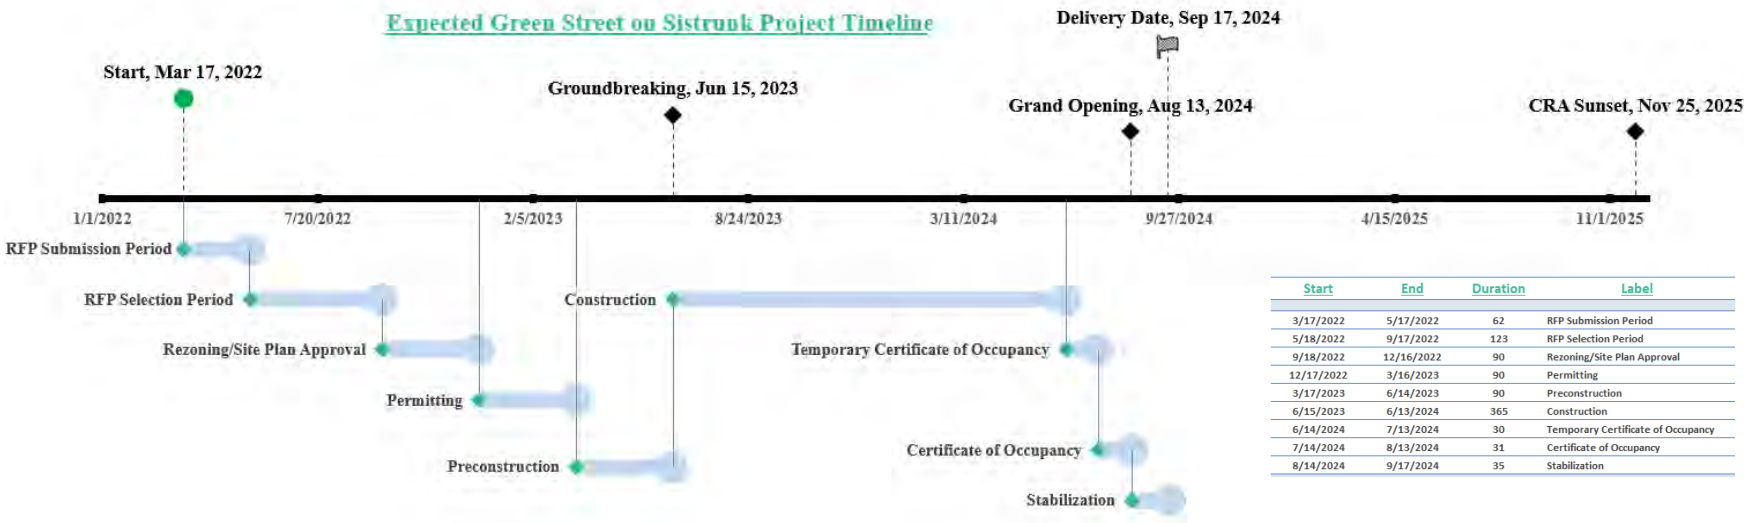 Expected Green Street on Sistrunk Project Timeline
Delivery Date, Sep 17, 2024
Start, Mar 17, 2022
Groundbreaking, Jun 15, 2023
Grand Opening, Aug 13, 2024
CRA Sunset, Nov 25, 2025
1/1/2022 7/20/2022 2/5/2023 8/24/2023 3/11/2024 9/27/2024 4/15/2025 11/1/2025
RFP Submission Period
RFP Selection Period
Rezoning/Site Plan Approval
Permitting
Preconstruction
Construction
Temporary Certificate of Occupancy
Certificate of Occupancy
Stabilization
Start End Duration Label
3/17/2022 5/17/2022 62 RFP Submission Period
5/18/2022 9/17/2022 123 RFP Selection Period
9/18/2022 12/16/2022 90 Rezoning/Site Plan Approval
12/17/2022 3/16/2023 90 Permitting
3/17/2023 6/14/2023 90 Preconstruction
6/15/2023 6/13/2024 365 Construction
6/14/2024 7/13/2024 30 Temporary Certificate of Occupancy
7/14/2024 8/13/2024 31 Certificate of Occupancy
8/14/2024 9/17/2024 35 Stabilization